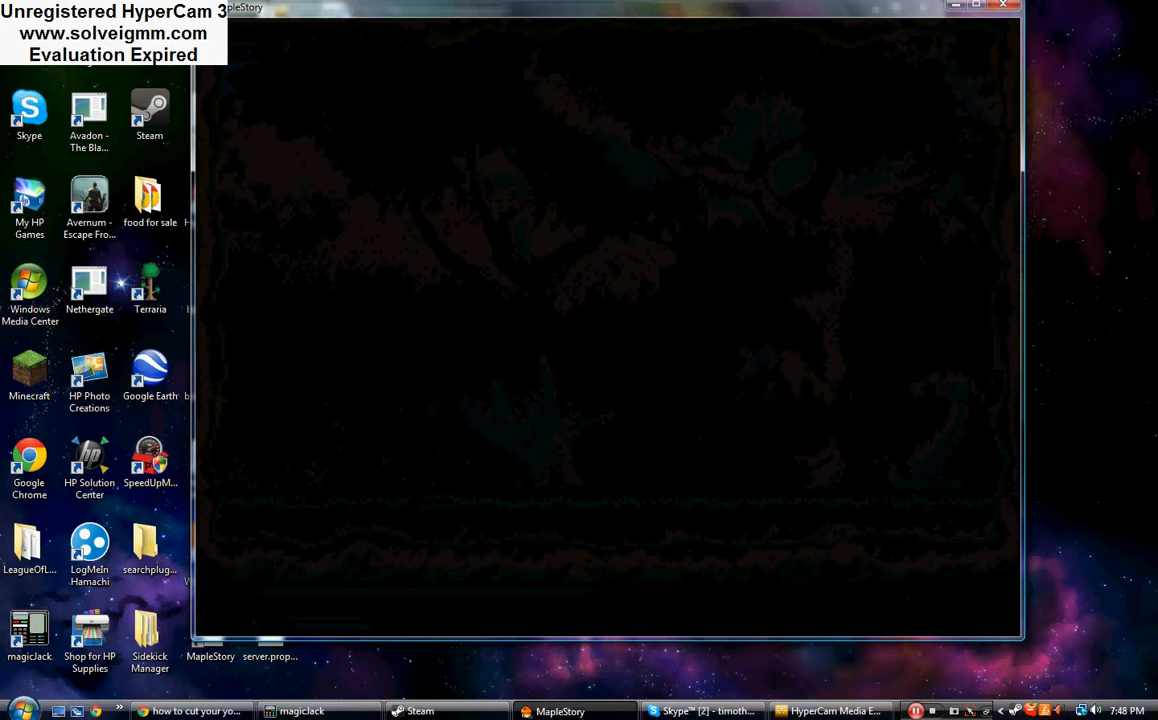 Unregistered HyperCam 3
www.solveigmm.com
Evaluation Expired
pleStory
Skype
Avadon -
The Bla...
Steam
My HP
Games
Avernum -
Escape Fro...
food for sale
Windows
Media Center
Nethergate
Terraria
Minecraft
HP Photo
Creations
Google Earth
Google
Chrome
HP Solution
Center
SpeedUpM...
LeagueOfL...
LogMeIn
Hamachi
searchplug...
magicJack
Shop for HP
Supplies
Sidekick
Manager
MapleStory
server.prop...
how to cut your yo...
magicJack
Steam
MapleStory
Skype™ [2] - timoth...
HyperCam Media E...
7:48 PM